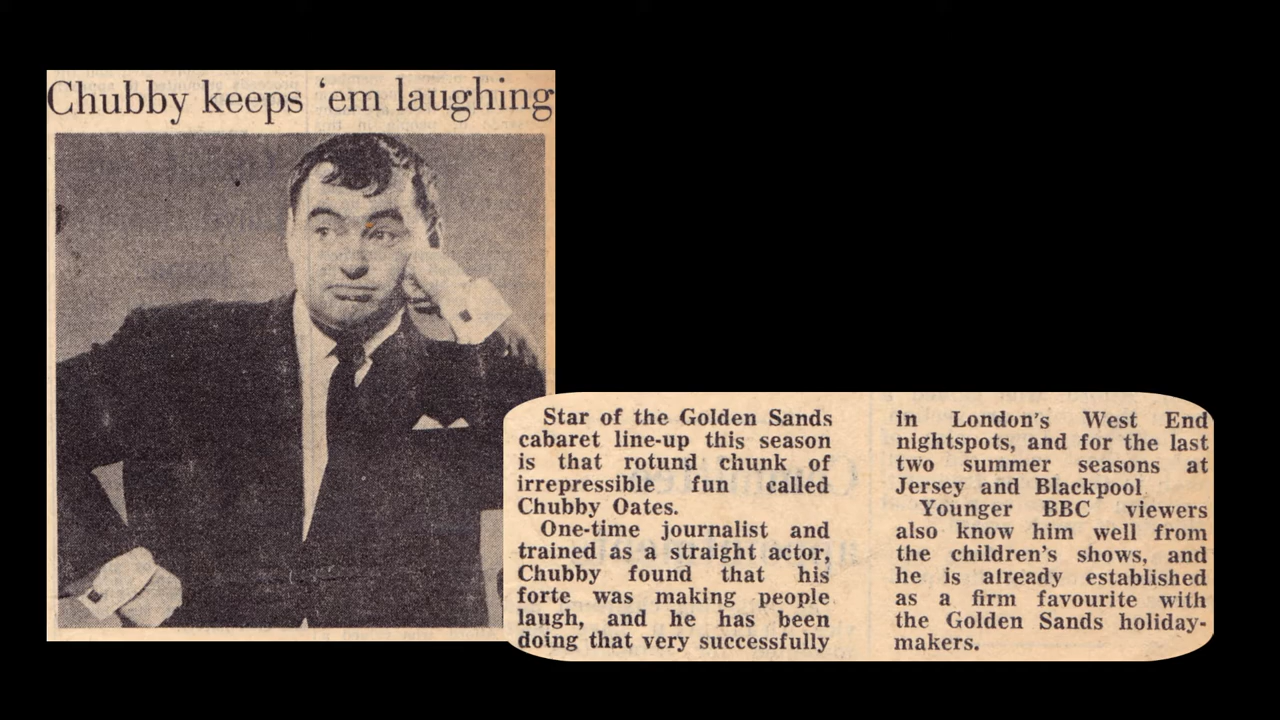 Chubby keeps 'em laughing
Star of the Golden Sands
cabaret line-up this season
is that rotund chunk of
irrepressible fun called
Chubby Oates.
One-time journalist and
trained as a straight actor,
Chubby found that his
forte was making people
laugh, and he has been
doing that very successfully
in London's West End
nightspots, and for the last
two summer seasons at
Jersey and Blackpool
Younger BBC viewers
also know him well from
the children's shows, and
he is already established
as a firm favourite with
the Golden Sands holiday-
makers.